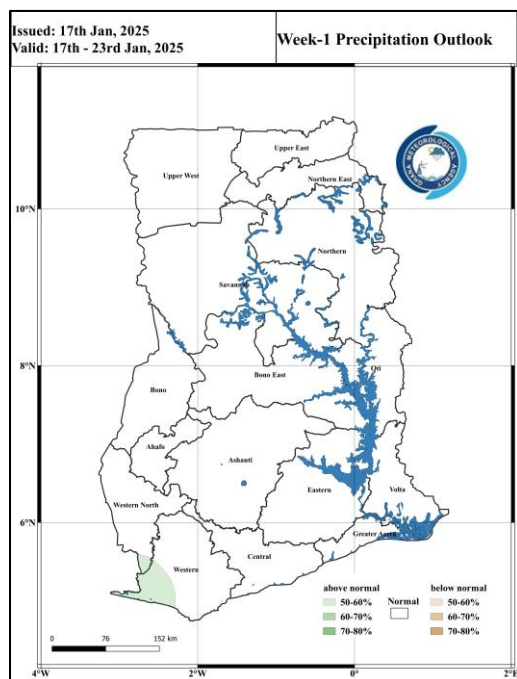 Issued: 17th Jan, 2025
Valid: 17th - 23rd Jan, 2025
Week-1 Precipitation Outlook
GHANA METEOROLOGICAL AGENCY
Upper East
Upper West
Northern East
10°N
Northern
Savannah
8°N
Oti
Bono
Bono East
Ahafo
Ashanti
Western North
Eastern
Volta
6°N
Greater Accra
Central
Western
above normal
below normal
50-60%
Normal
50-60%
60-70%
60-70%
70-80%
70-80%
0
76
152 km
4°W
2°W
0°